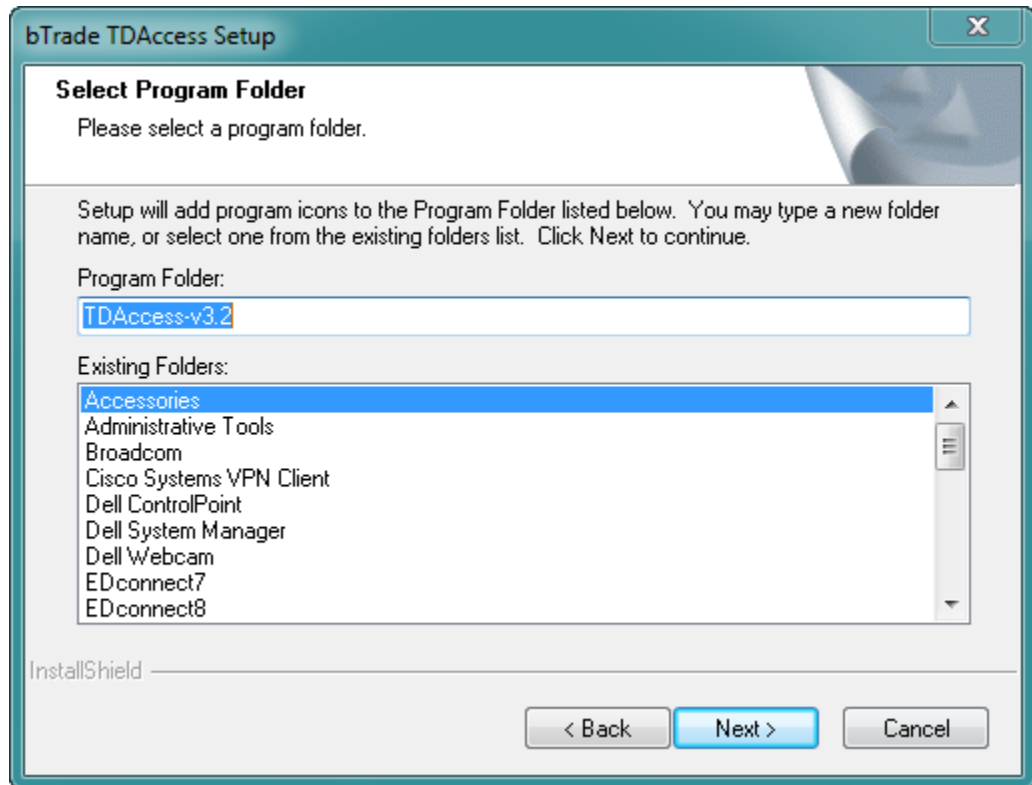 bTrade TDAccess Setup
Select Program Folder
Please select a program folder.
Setup will add program icons to the Program Folder listed below.  You may type a new folder
name, or select one from the existing folders list.  Click Next to continue.
Program Folder:
TDAccess-v3.2
Existing Folders:
Accessories
Administrative Tools
Broadcom
Cisco Systems VPN Client
Dell ControlPoint
Dell System Manager
Dell Webcam
EDconnect7
EDconnect8
InstallShield
< Back Next > Cancel